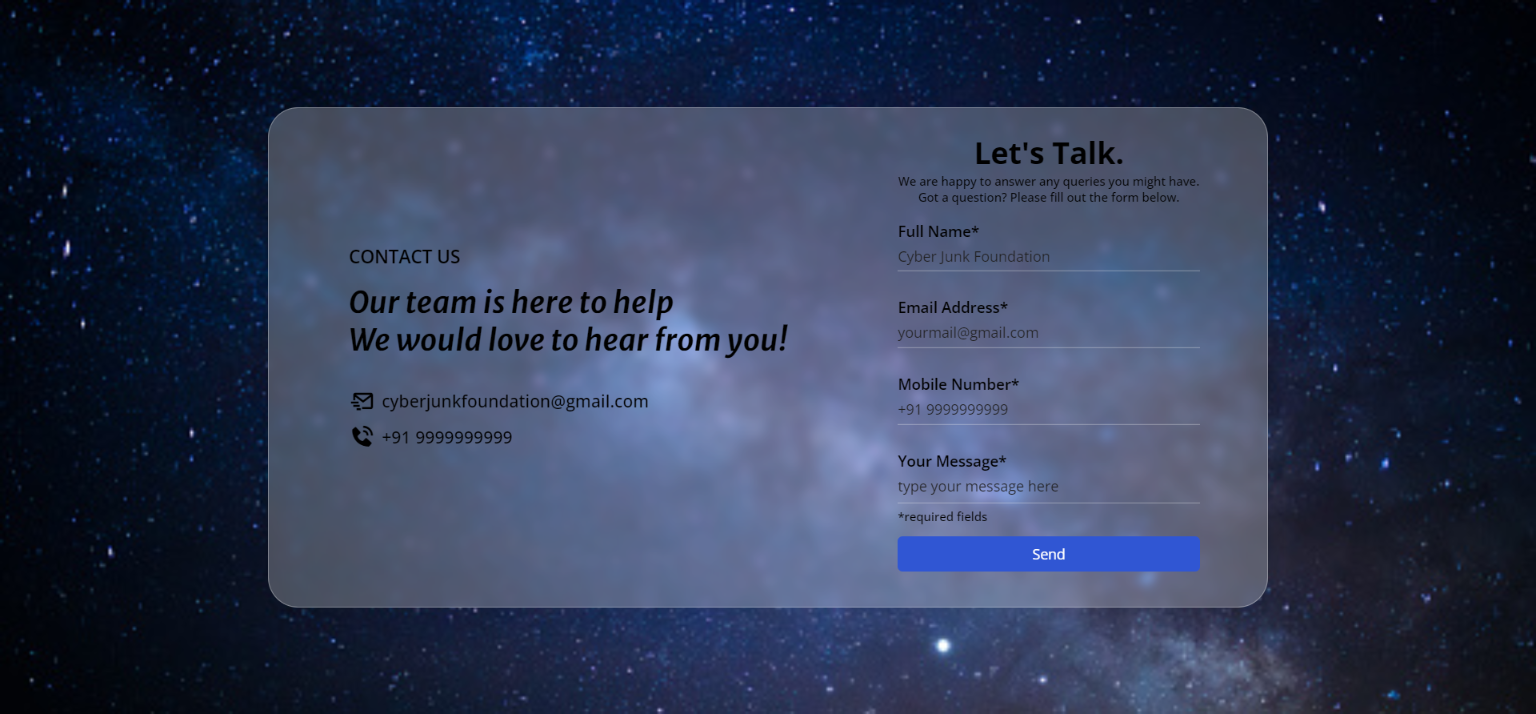 CONTACT US
Our team is here to help
We would love to hear from you!
cyberjunkfoundation@gmail.com
+91 9999999999
Let's Talk.
We are happy to answer any queries you might have.
Got a question? Please fill out the form below.
Full Name*
Cyber Junk Foundation
Email Address*
yourmail@gmail.com
Mobile Number*
+91 9999999999
Your Message*
type your message here
*required fields
Send